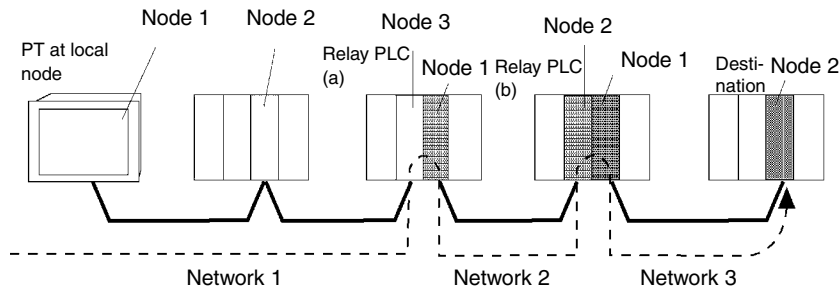 Node 1
Node 2
Node 3
Node 2
PT at local
node
Relay PLC
(a)
Node 1
Relay PLC
(b)
Node 1
Desti-
nation
Node 2
Network 1
Network 2
Network 3